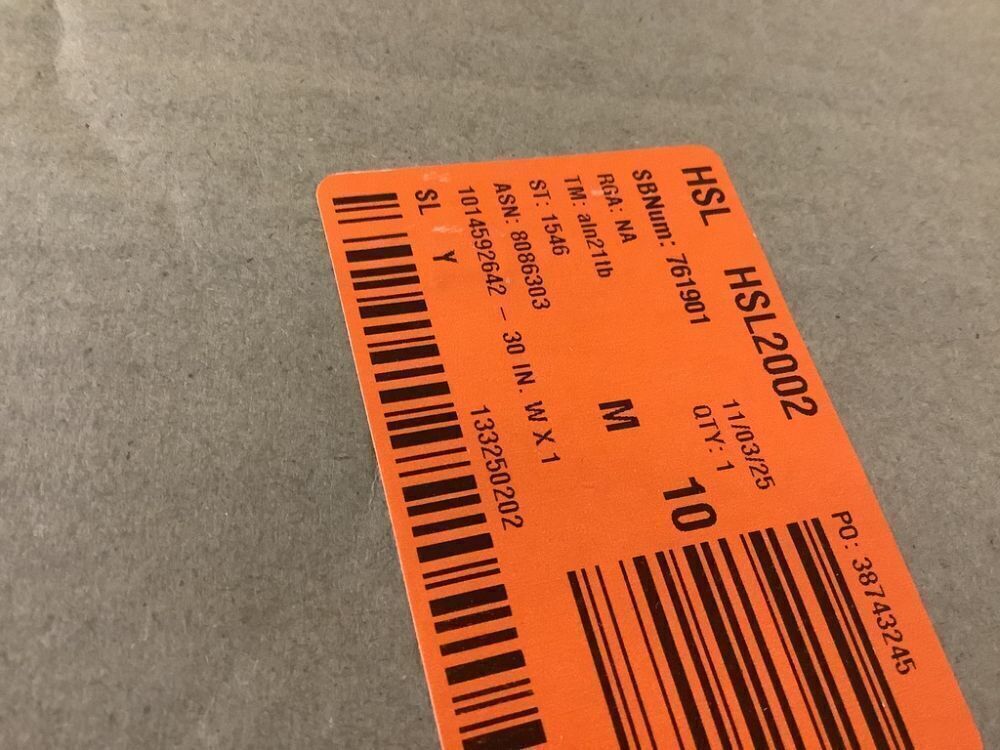 HSL HSL2002 PO: 38743245
SBNum: 761901 11/03/25
RGA: NA QTY: 1
TM: aln21tb
ST: 1546 M 10
ASN: 8086303
1014592642 - 30 IN. W X 1
SL Y 133250202